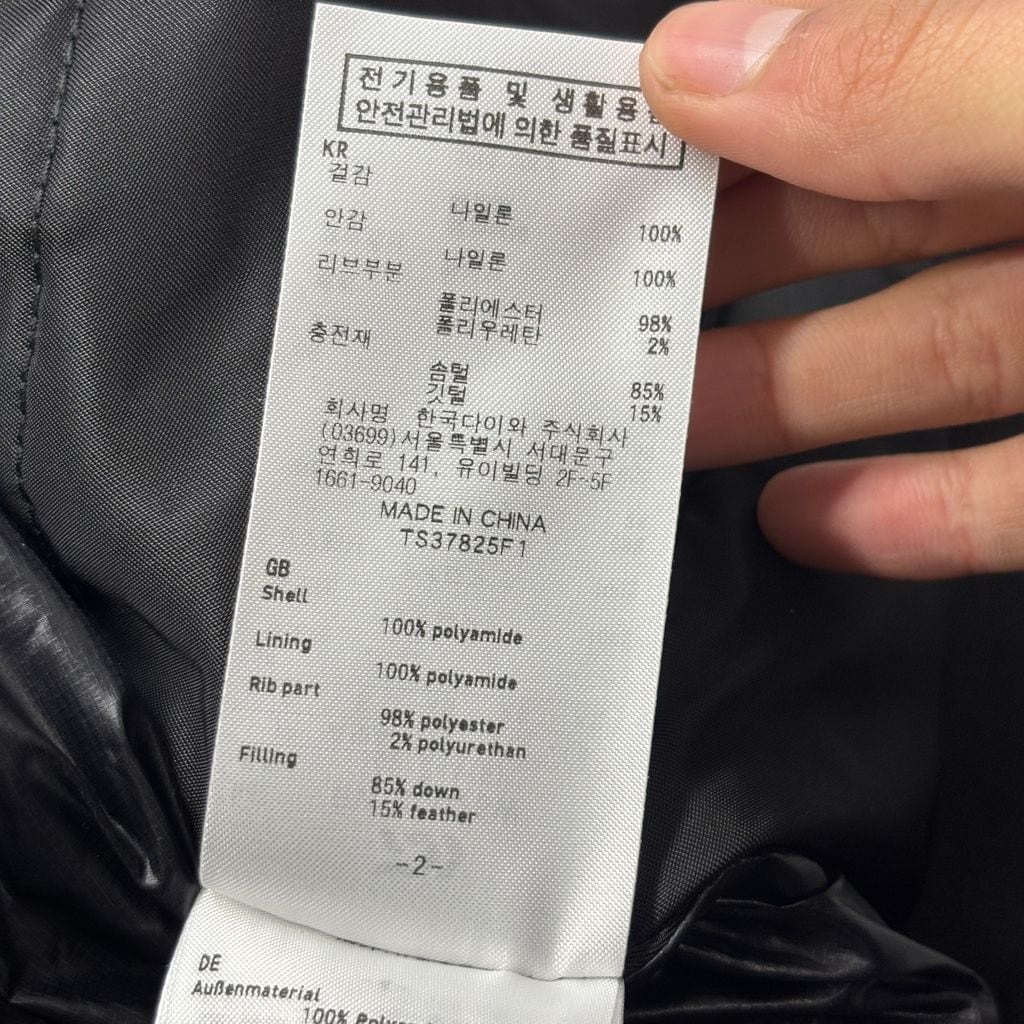 전기용품 및 생활용
안전관리법에 의한 품질표시
KR
겉감
나일론 100%
안감
나일론 100%
리브부분
폴리에스터 98%
폴리우레탄 2%
충전재
솜털 85%
깃털 15%
회사명 한국다이와 주식회사
(03699)서울특별시 서대문구
연희로 141, 유이빌딩 2F-5F
1661-9040
MADE IN CHINA
TS37825F1
GB
Shell
100% polyamide
Lining
100% polyamide
Rib part
98% polyester
2% polyurethan
Filling
85% down
15% feather
-2-
DE
Außenmaterial
100%